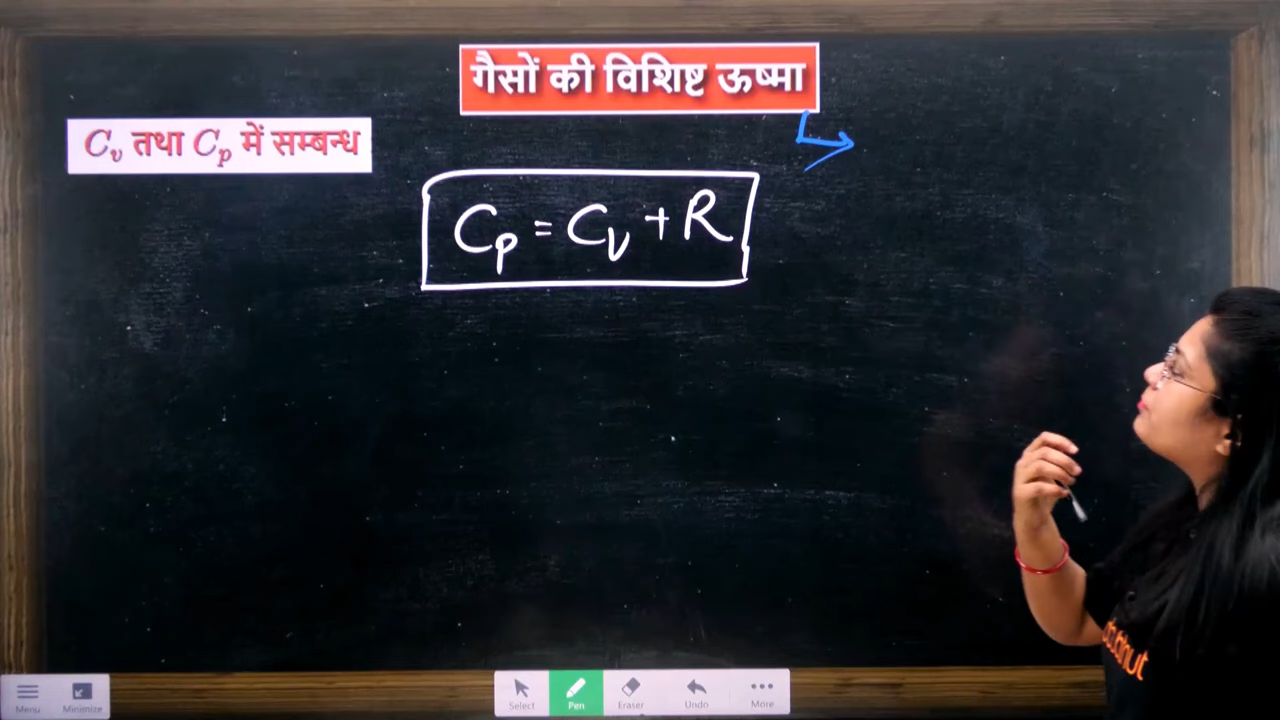 गैसों की विशिष्ट ऊष्मा
Cᵥ तथा Cₚ में सम्बन्ध
Cₚ = Cᵥ + R
Menu
Minimize
Select
Pen
Eraser
Undo
More